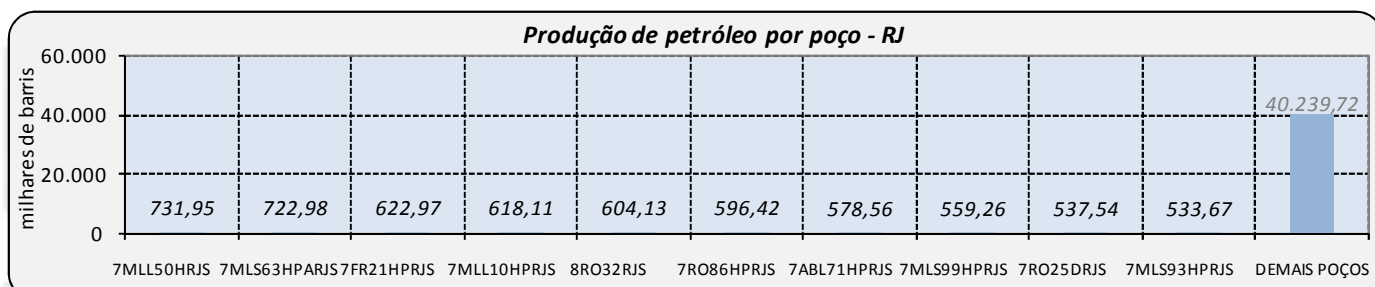 Produção de petróleo por poço - RJ
milhares de barris
60.000
40.000
20.000
0
731,95 722,98 622,97 618,11 604,13 596,42 578,56 559,26 537,54 533,67 40.239,72
7MLL50HRJS 7MLS63HPARJS 7FR21HPRJS 7MLL10HPRJS 8RO32RJS 7RO86HPRJS 7ABL71HPRJS 7MLS99HPRJS 7RO25DRJS 7MLS93HPRJS DEMAIS POÇOS